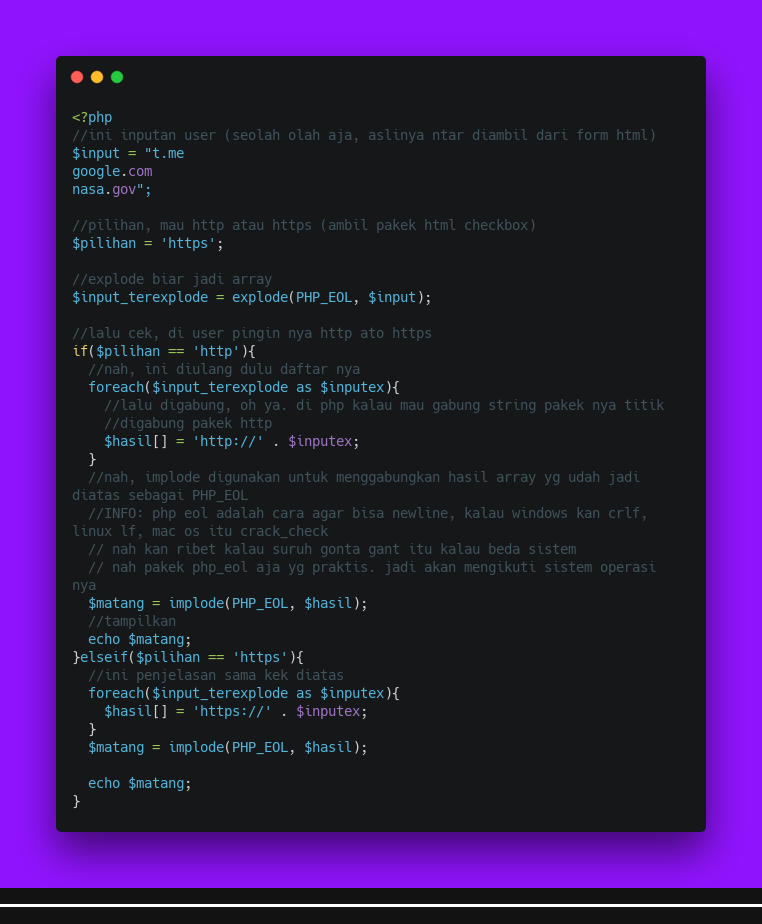 <?php
//ini inputan user (seolah olah aja, aslinya ntar diambil dari form html)
$input = "t.me
google.com
nasa.gov";

//pilihan, mau http atau https (ambil pakek html checkbox)
$pilihan = 'https';

//explode biar jadi array
$input_terexplode = explode(PHP_EOL, $input);

//lalu cek, di user pingin nya http ato https
if($pilihan == 'http'){
  //nah, ini diulang dulu daftar nya
  foreach($input_terexplode as $inputex){
    //lalu digabung, oh ya. di php kalau mau gabung string pakek nya titik
    //digabung pakek http
    $hasil[] = 'http://' . $inputex;
  }
  //nah, implode digunakan untuk menggabungkan hasil array yg udah jadi
diatas sebagai PHP_EOL
  //INFO: php eol adalah cara agar bisa newline, kalau windows kan crlf,
linux lf, mac os itu crack_check
  // nah kan ribet kalau suruh gonta gant itu kalau beda sistem
  // nah pakek php_eol aja yg praktis. jadi akan mengikuti sistem operasi
nya
  $matang = implode(PHP_EOL, $hasil);
  //tampilkan
  echo $matang;
}elseif($pilihan == 'https'){
  //ini penjelasan sama kek diatas
  foreach($input_terexplode as $inputex){
    $hasil[] = 'https://' . $inputex;
  }
  $matang = implode(PHP_EOL, $hasil);

  echo $matang;
}